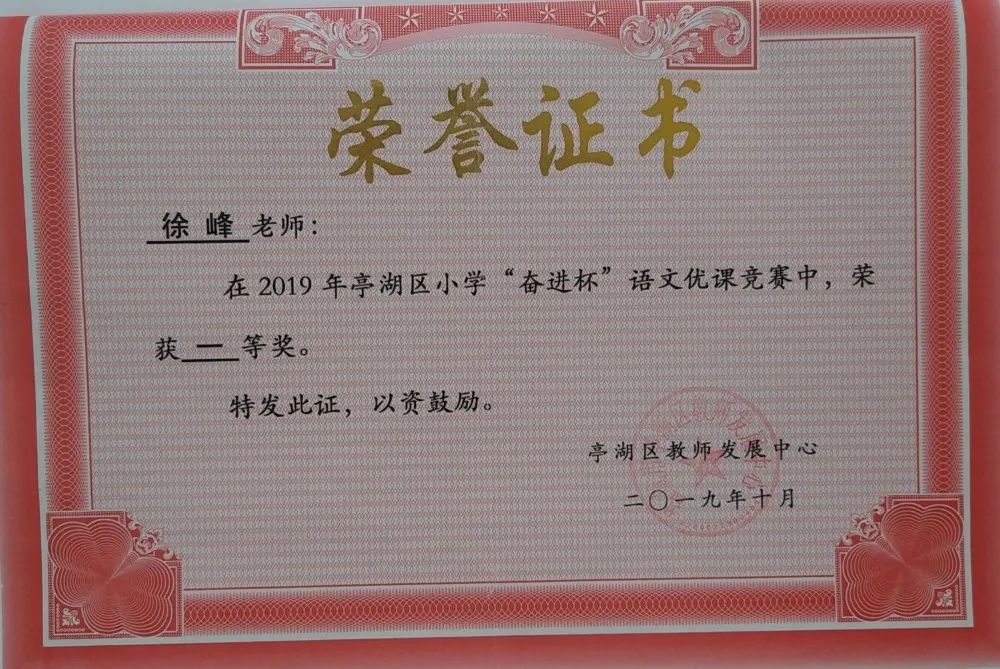 荣誉证书
徐峰老师：
在2019年亭湖区小学“奋进杯”语文优课竞赛中，荣
获一等奖。
特发此证，以资鼓励。
亭湖区教师发展中心
二〇一九年十月